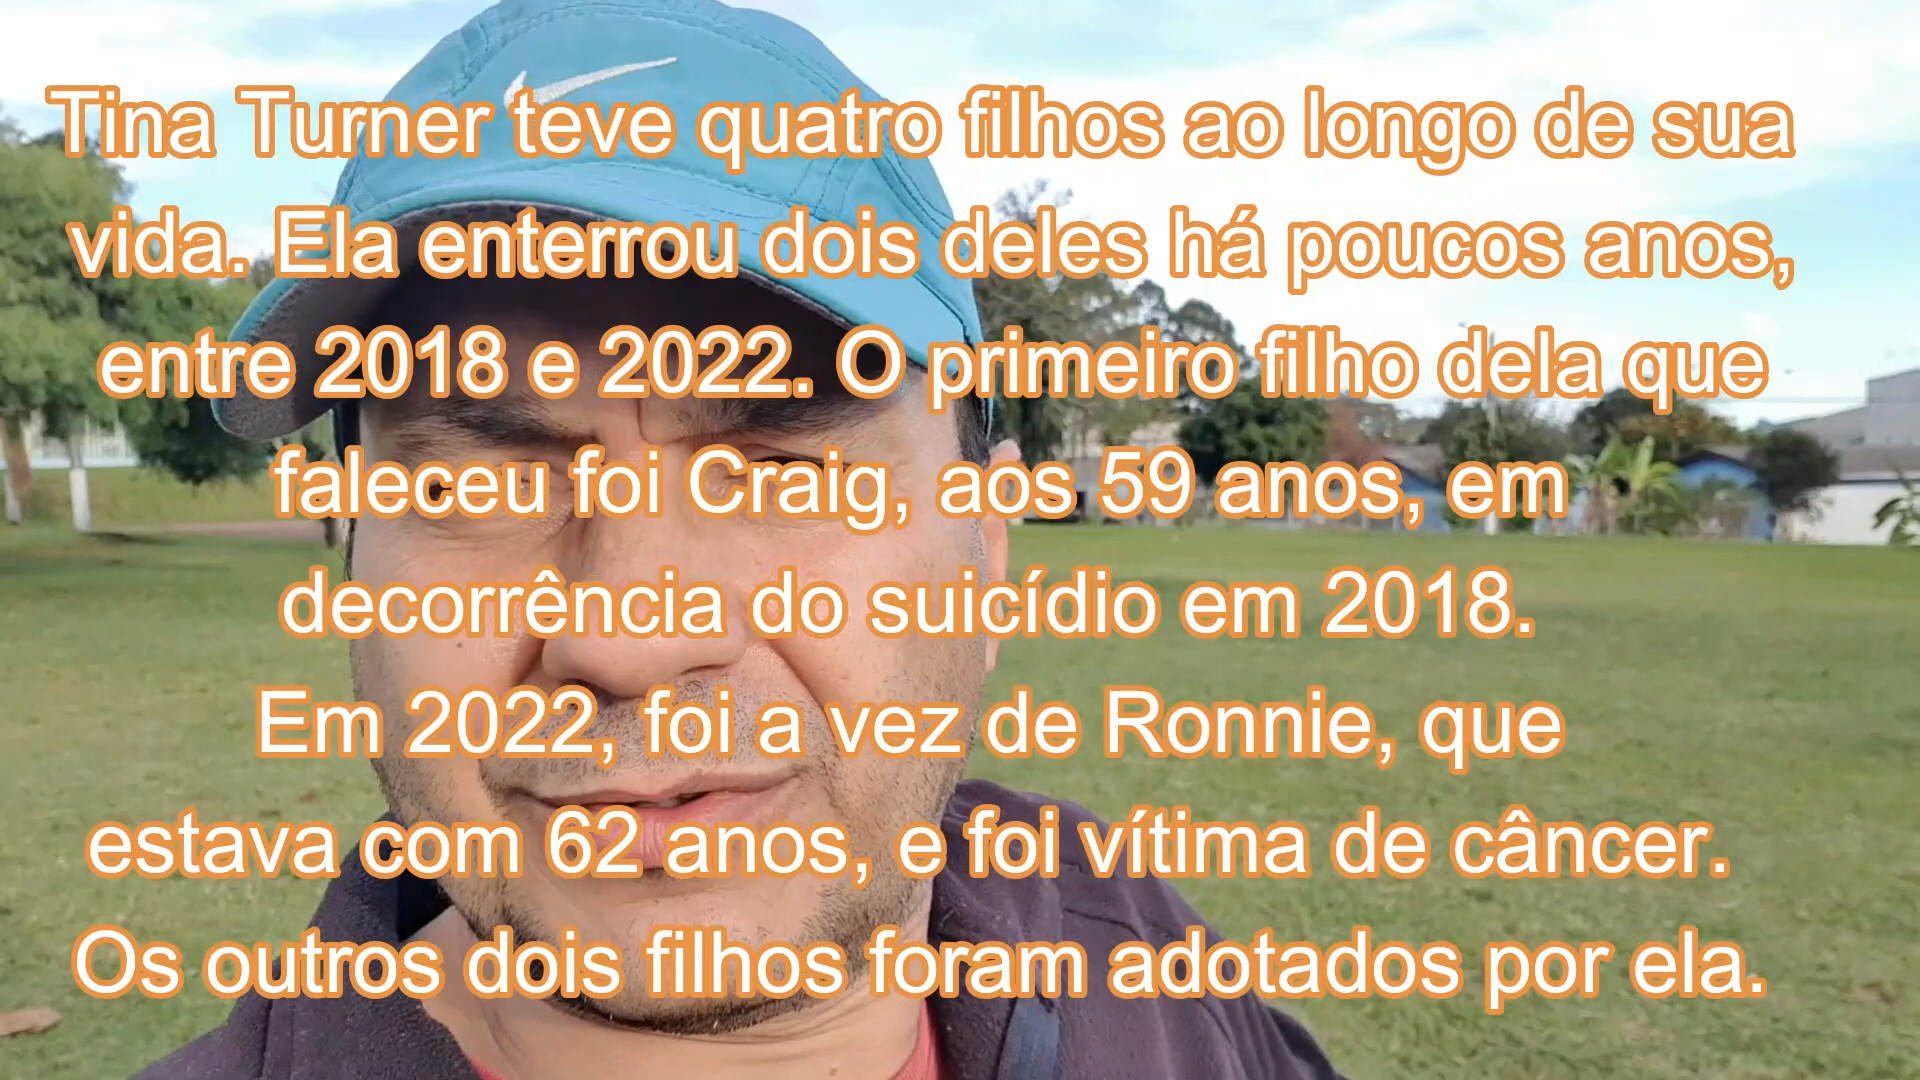 Tina Turner teve quatro filhos ao longo de sua
vida. Ela enterrou dois deles há poucos anos,
entre 2018 e 2022. O primeiro filho dela que
faleceu foi Craig, aos 59 anos, em
decorrência do suicídio em 2018.
Em 2022, foi a vez de Ronnie, que
estava com 62 anos, e foi vítima de câncer.
Os outros dois filhos foram adotados por ela.